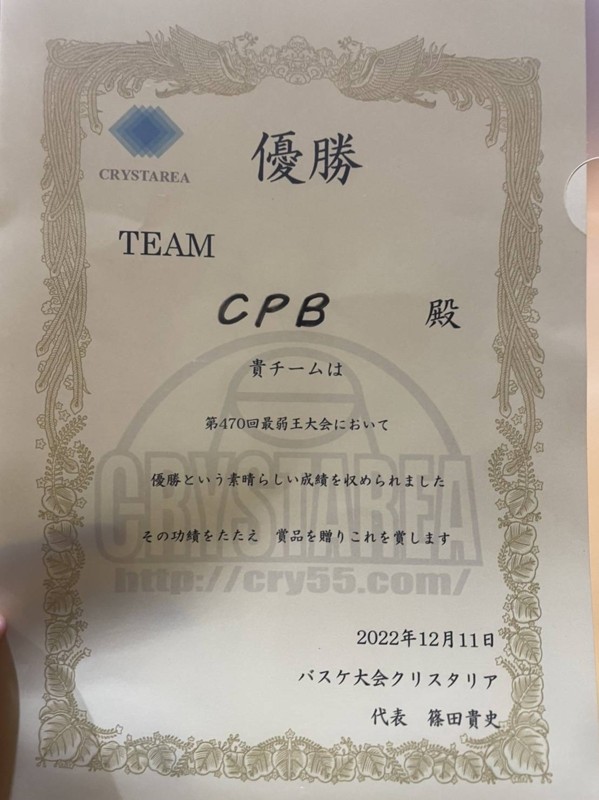 CRYSTAREA
優勝
TEAM
CPB 殿
貴チームは
第470回最弱王大会において
優勝という素晴らしい成績を収められました
CRYSTAREA
その功績をたたえ 賞品を贈りこれを賞します
http://cry55.com/
2022年12月11日
バスケ大会クリスタリア
代表 篠田貴史